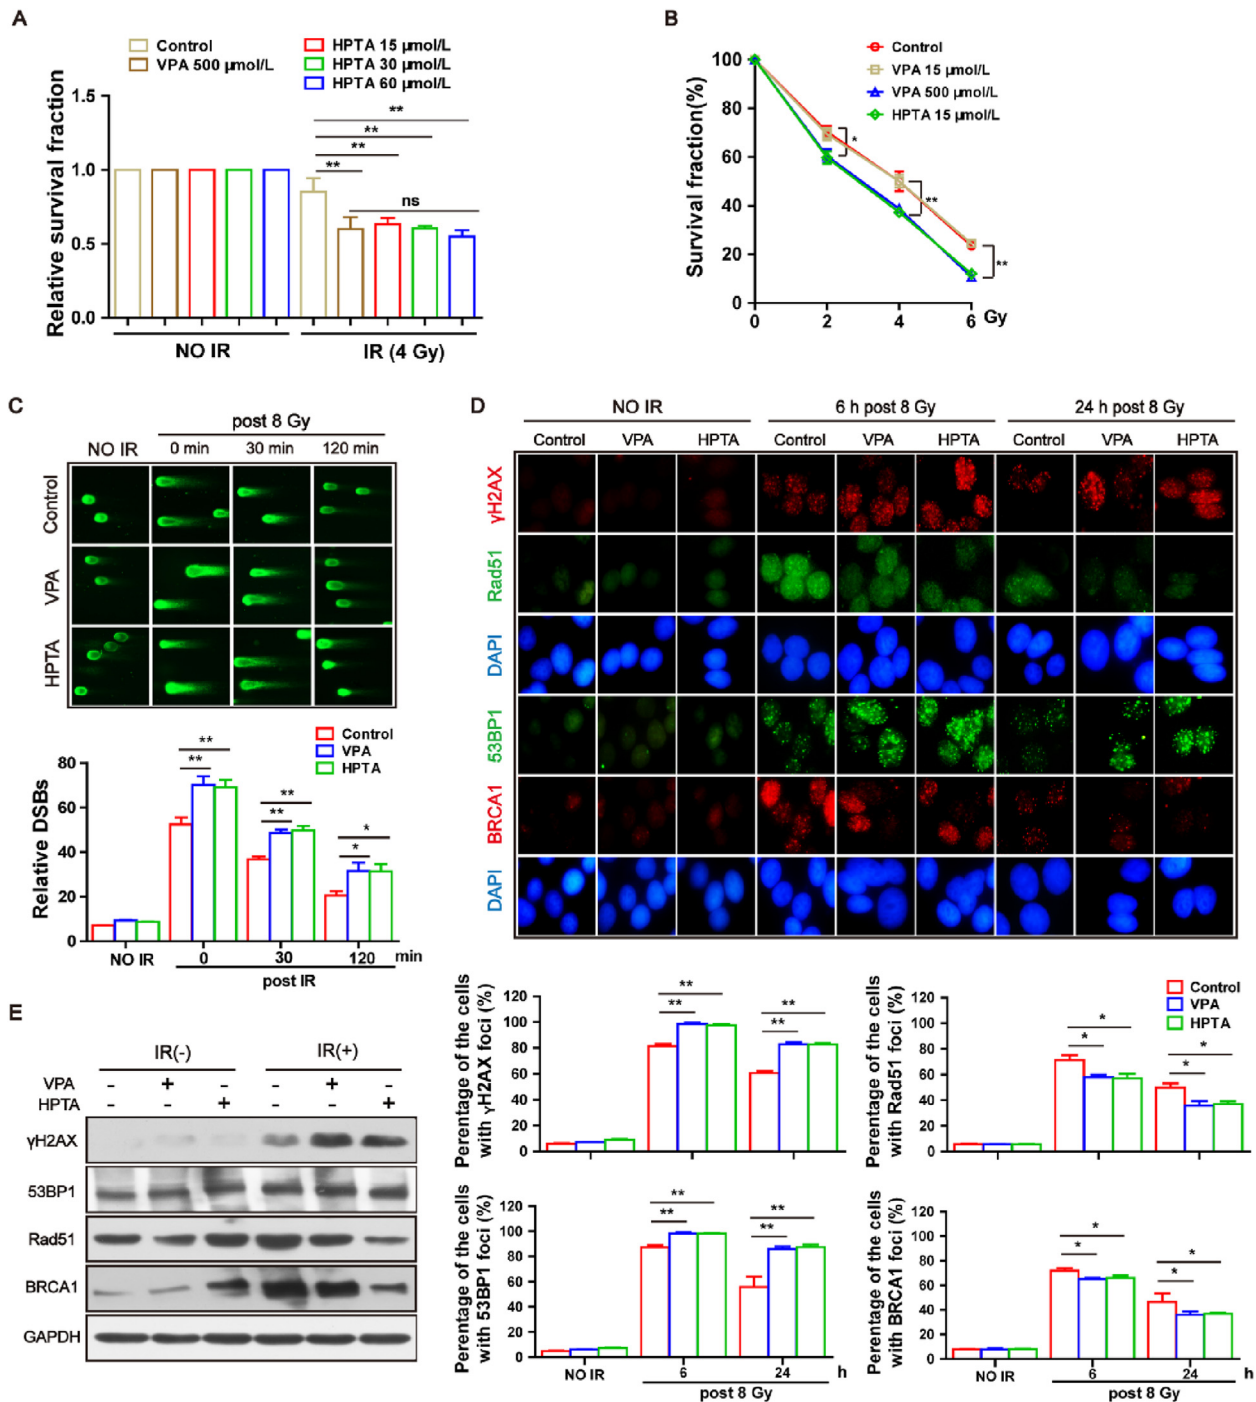 A
Control
VPA 500 µmol/L
HPTA 15 µmol/L
HPTA 30 µmol/L
HPTA 60 µmol/L
Relative survival fraction
1.5
1.0
0.5
0.0
**
**
**
**
ns
NO IR
IR (4 Gy)
B
Control
VPA 15 µmol/L
VPA 500 µmol/L
HPTA 15 µmol/L
Survival fraction(%)
100
80
60
40
20
0
*
**
**
0 2 4 6 Gy
C
post 8 Gy
NO IR 0 min 30 min 120 min
Control
VPA
HPTA
Control
VPA
HPTA
Relative DSBs
80
60
40
20
0
**
**
**
**
*
*
NO IR 0 30 120 min
post IR
D
NO IR 6 h post 8 Gy 24 h post 8 Gy
Control VPA HPTA Control VPA HPTA Control VPA HPTA
γH2AX
Rad51
DAPI
53BP1
BRCA1
DAPI
Perentage of the cells
with γH2AX foci (%)
120
100
80
60
40
20
0
**
**
**
**
Perentage of the cells
with Rad51 foci (%)
Control
VPA
HPTA
120
100
80
60
40
20
0
*
*
*
*
Perentage of the cells
with 53BP1 foci (%)
120
100
80
60
40
20
0
**
**
**
**
NO IR 6 24 h
post 8 Gy
Perentage of the cells
with BRCA1 foci (%)
120
100
80
60
40
20
0
*
*
*
*
NO IR 6 24 h
post 8 Gy
E
IR(-) IR(+)
VPA - + - - + -
HPTA - - + - - +
γH2AX
53BP1
Rad51
BRCA1
GAPDH